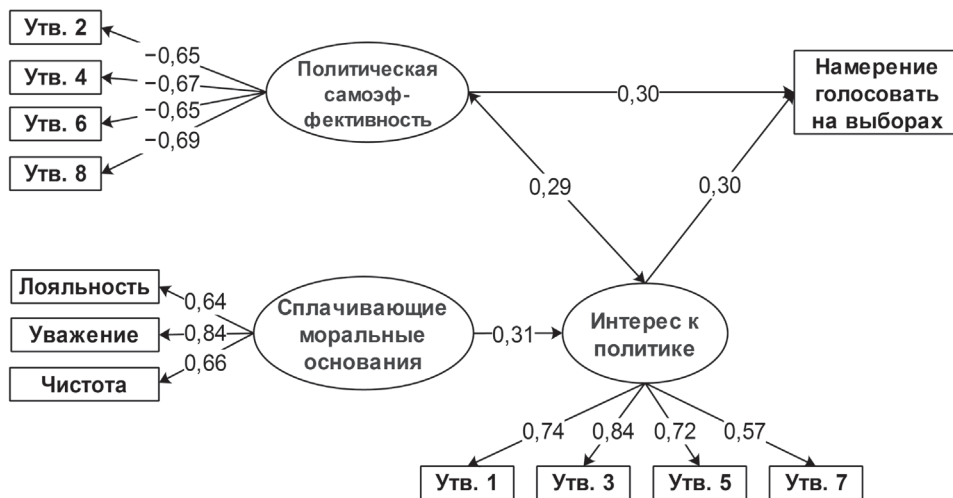 Утв. 2
Утв. 4
Утв. 6
Утв. 8
−0,65
−0,67
−0,65
−0,69
Политическая
самоэф-
фективность
0,30
Намерение
голосовать
на выборах
0,29
0,30
Лояльность
Уважение
Чистота
0,64
0,84
0,66
Сплачивающие
моральные
основания
0,31
Интерес к
политике
0,74
0,84
0,72
0,57
Утв. 1
Утв. 3
Утв. 5
Утв. 7